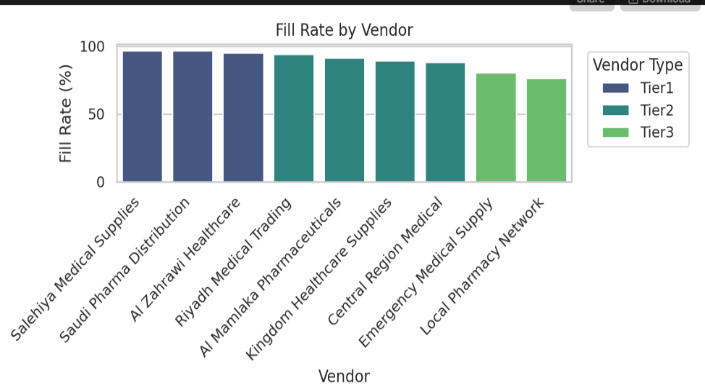 Share
Download
Fill Rate by Vendor
100
50
0
Fill Rate (%)
Vendor Type
Tier1
Tier2
Tier3
Salehiya Medical Supplies
Saudi Pharma Distribution
Al Zahrawi Healthcare
Riyadh Medical Trading
Al Mamlaka Pharmaceuticals
Kingdom Healthcare Supplies
Central Region Medical
Emergency Medical Supply
Local Pharmacy Network
Vendor